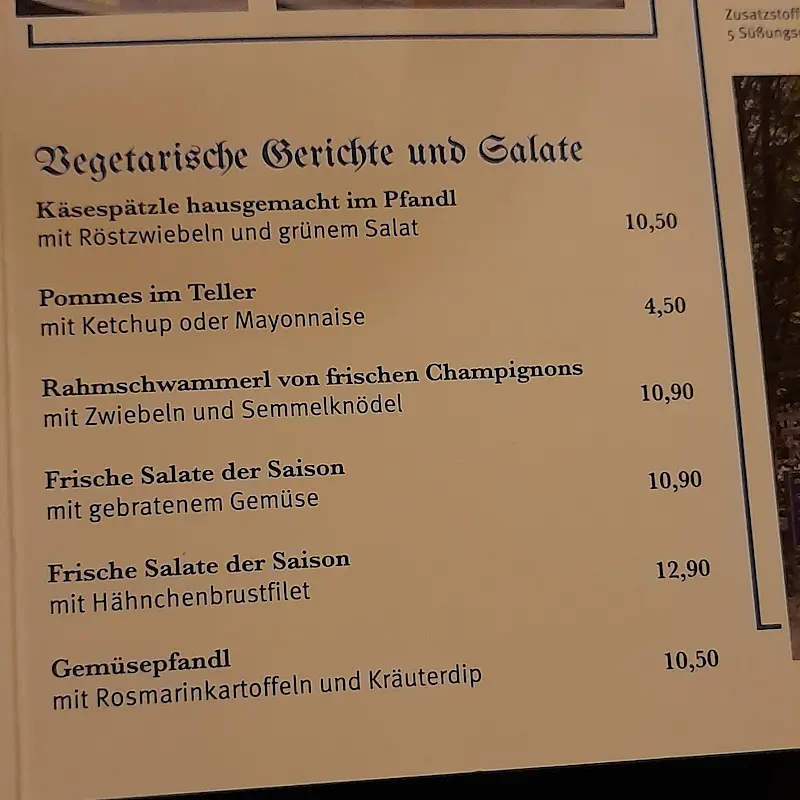 Zusatzstoff
5 Süßungs
Vegetarische Gerichte und Salate
Käsespätzle hausgemacht im Pfandl
mit Röstzwiebeln und grünem Salat 10,50
Pommes im Teller
mit Ketchup oder Mayonnaise 4,50
Rahmschwammerl von frischen Champignons
mit Zwiebeln und Semmelknödel 10,90
Frische Salate der Saison
mit gebratenem Gemüse 10,90
Frische Salate der Saison
mit Hähnchenbrustfilet 12,90
Gemüsepfandl
mit Rosmarinkartoffeln und Kräuterdip 10,50